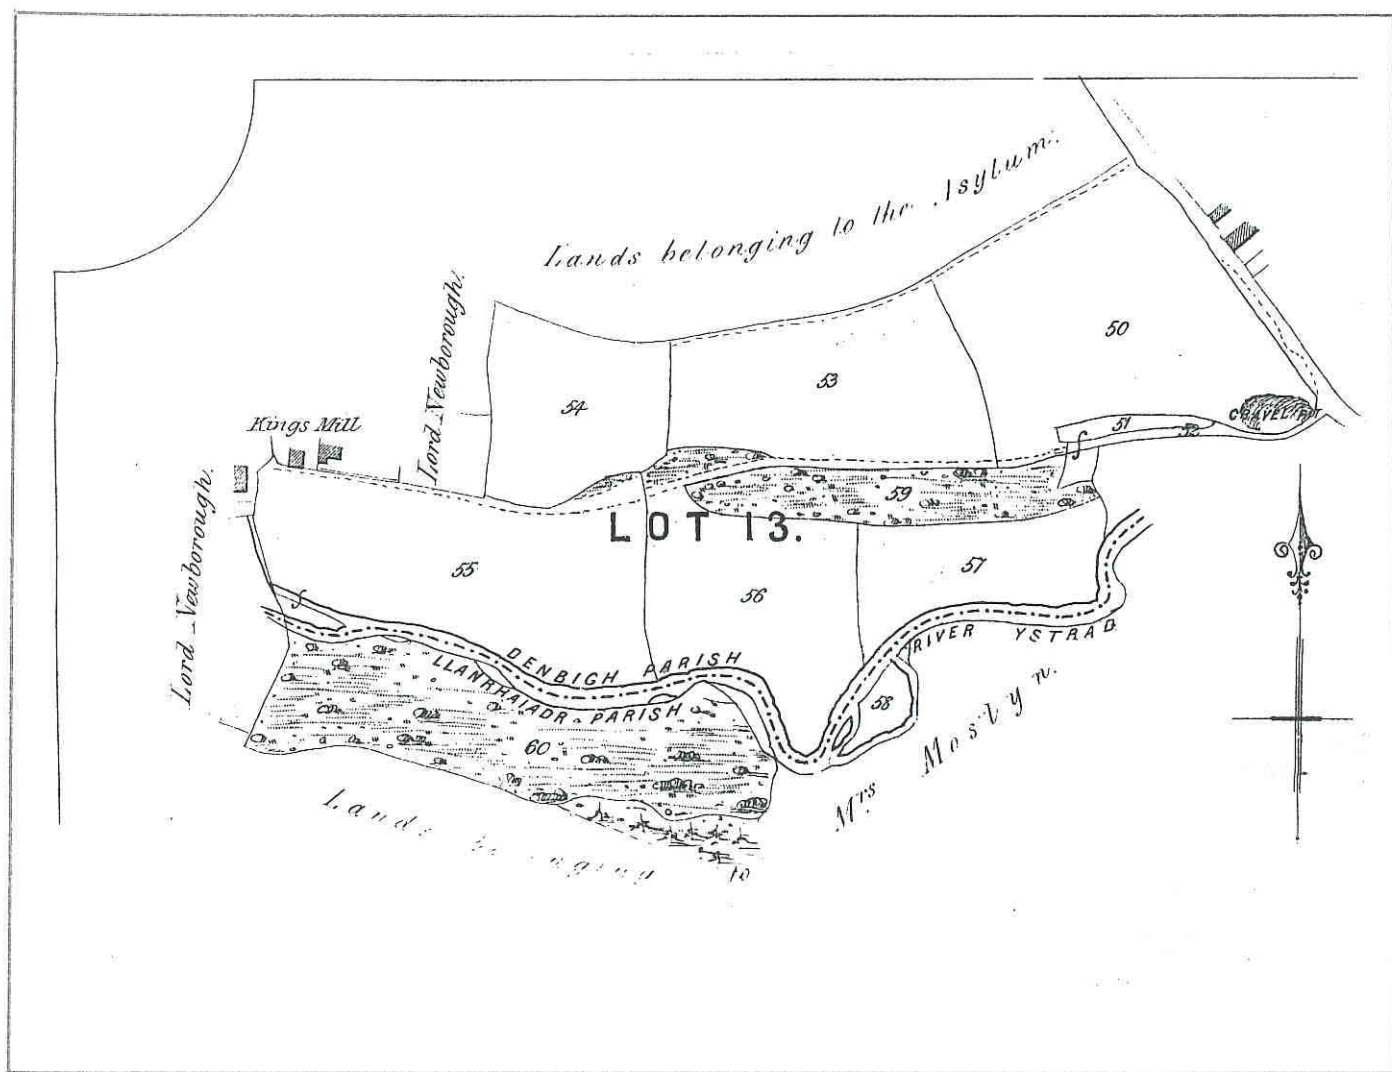 Lands belonging to the Asylum.
Lord Newborough.
50
53
54
Kings Mill
GRAVEL PIT
51
52
Lord Newborough.
59
LOT 13.
55
56
57
RIVER YSTRAD
DENBIGH PARISH
LLANRHAIADR PARISH
58
60
Mrs Mostyn.
Lands belonging to